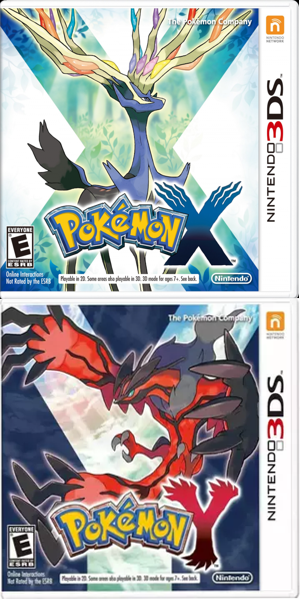 The Pokémon Company
NINTENDO 3DS
NINTENDO
NETWORK
EVERYONE
E
ESRB
Online Interactions
Not Rated by the ESRB
POKéMON
X
Playable in 2D. Some areas also playable in 3D. 3D mode for ages 7+. See back.
Nintendo
The Pokémon Company
NINTENDO 3DS
NINTENDO
NETWORK
EVERYONE
E
ESRB
Online Interactions
Not Rated by the ESRB
POKéMON
Y
Playable in 2D. Some areas also playable in 3D. 3D mode for ages 7+. See back.
Nintendo